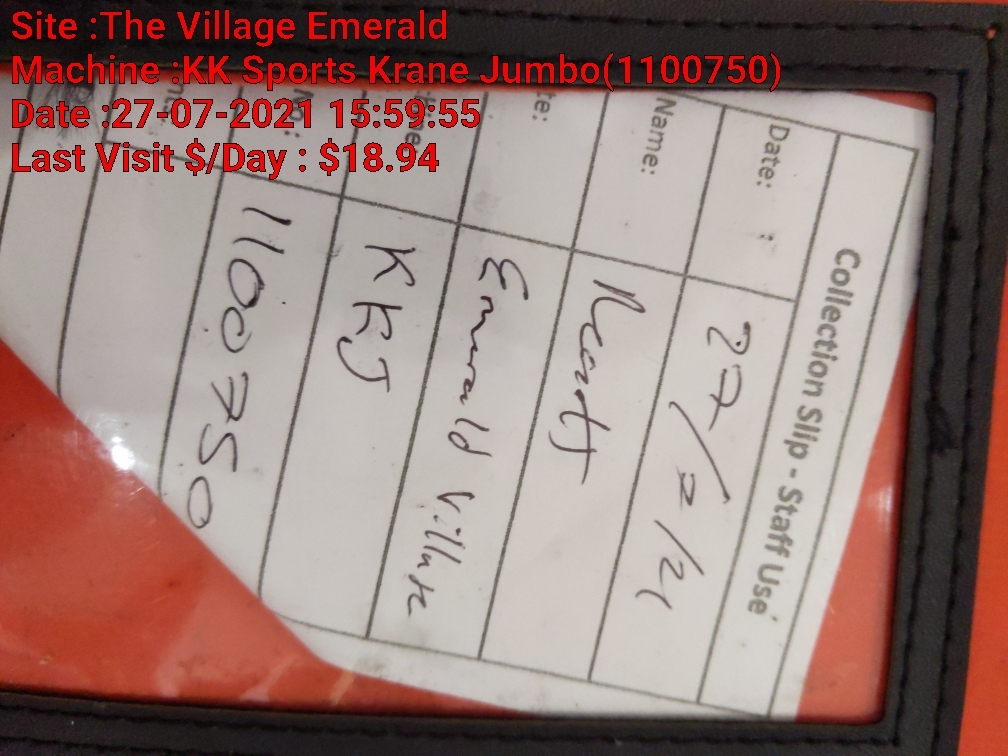 Site :The Village Emerald
Machine :KK Sports Krane Jumbo(1100750)
Date :27-07-2021 15:59:55
Last Visit $/Day : $18.94
Collection Slip - Staff Use
Date: 27/7/21
Name:
te: Emerald Village
KKJ
1100750